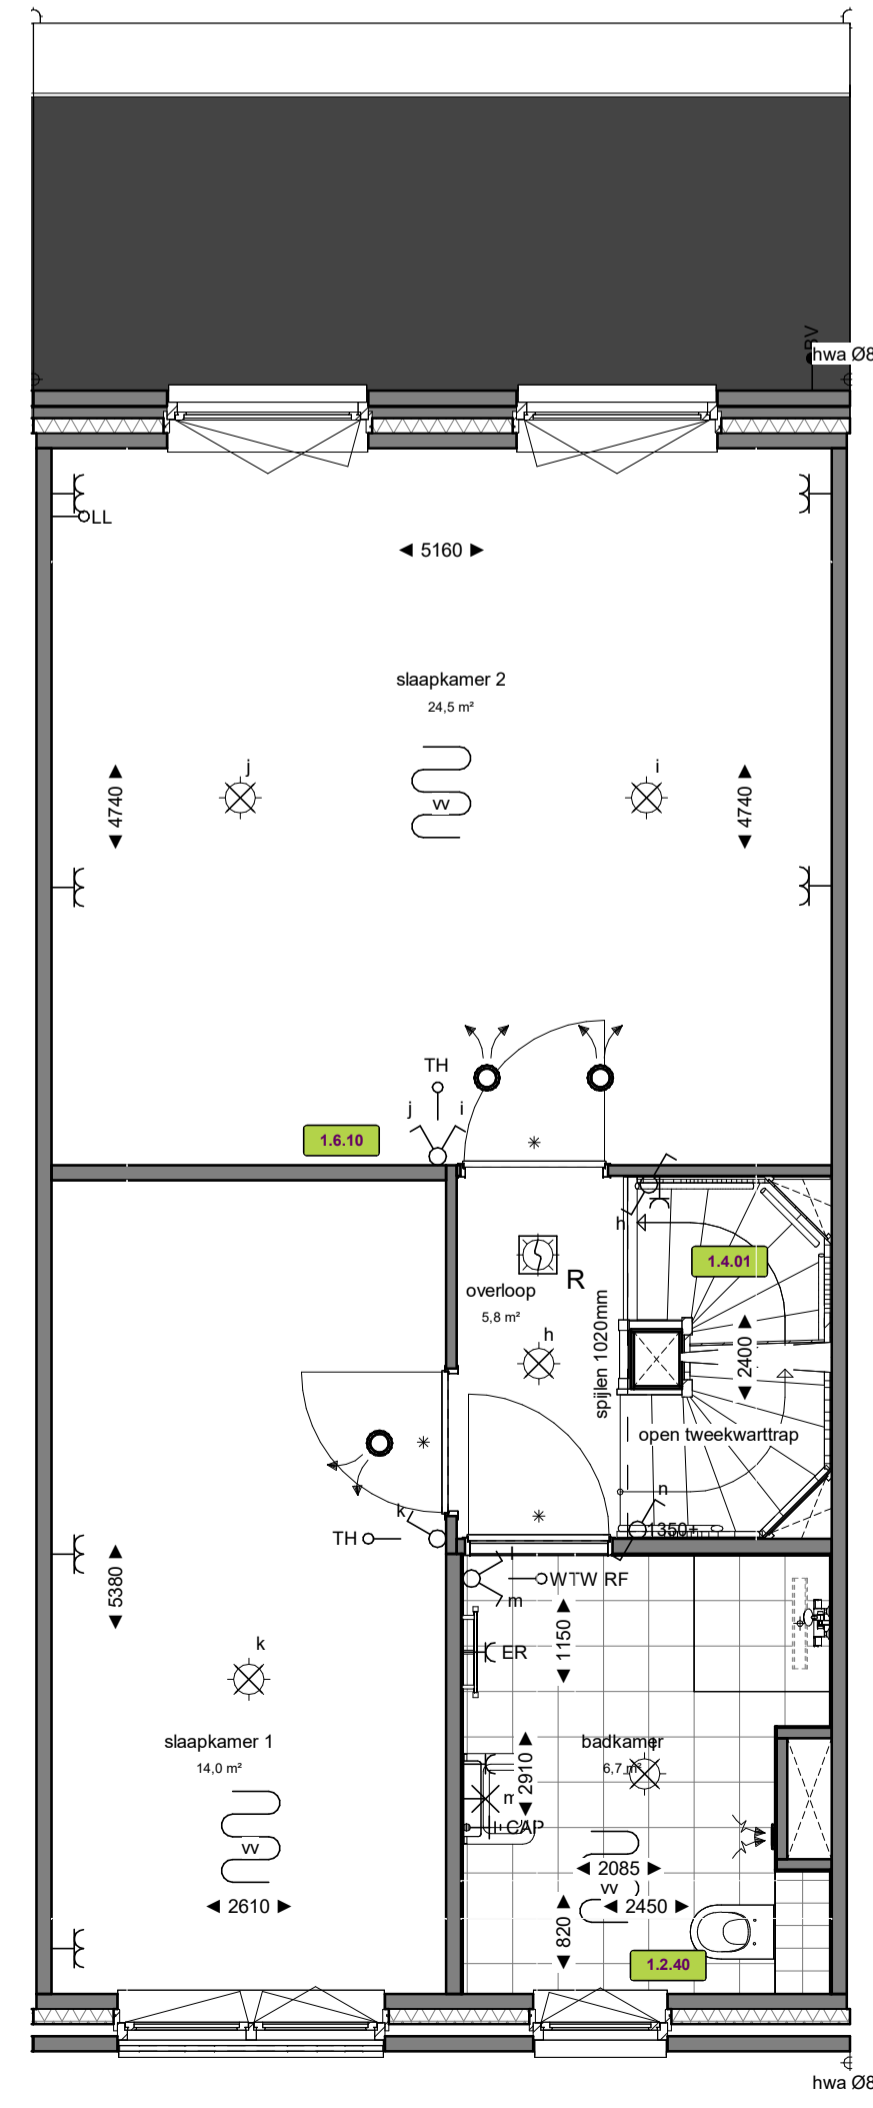 BV
hwa Ø8
LL
5160
slaapkamer 2
24,5 m²
j
i
4740
vv
4740
TH
j
i
1.6.10
h
1.4.01
R
overloop
5,8 m²
h
spijlen 1020mm
2400
open tweekwarttrap
n
k
TH
1350+
l
WTW RF
m
5380
1150
ER
k
slaapkamer 1
14,0 m²
badkamer
6,7 m²
2910
m
CAP
vv
2085
vv
2610
2450
820
1.2.40
hwa Ø8